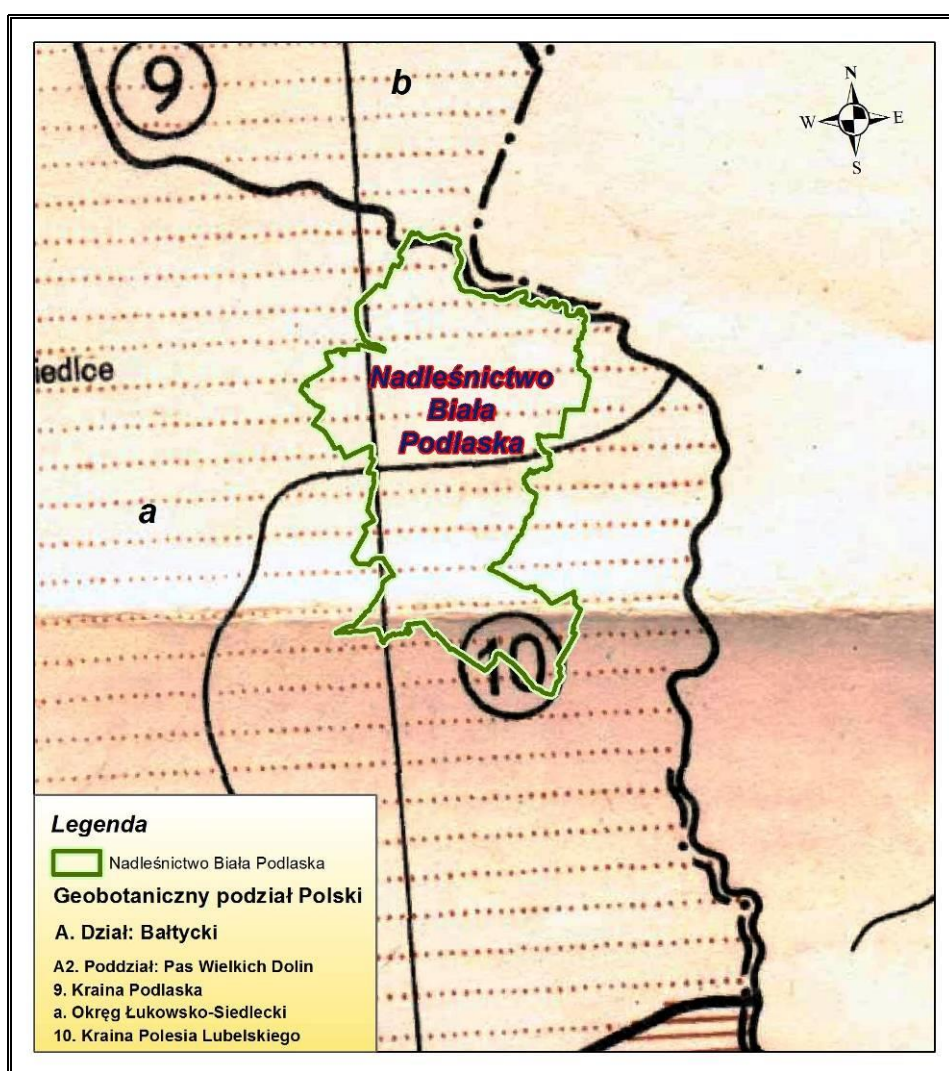 9
b
N
W E
S
iedlce
Nadleśnictwo
Biała
Podlaska
a
10
Legenda
Nadleśnictwo Biała Podlaska
Geobotaniczny podział Polski
A. Dział: Bałtycki
A2. Poddział: Pas Wielkich Dolin
9. Kraina Podlaska
a. Okręg Łukowsko-Siedlecki
10. Kraina Polesia Lubelskiego